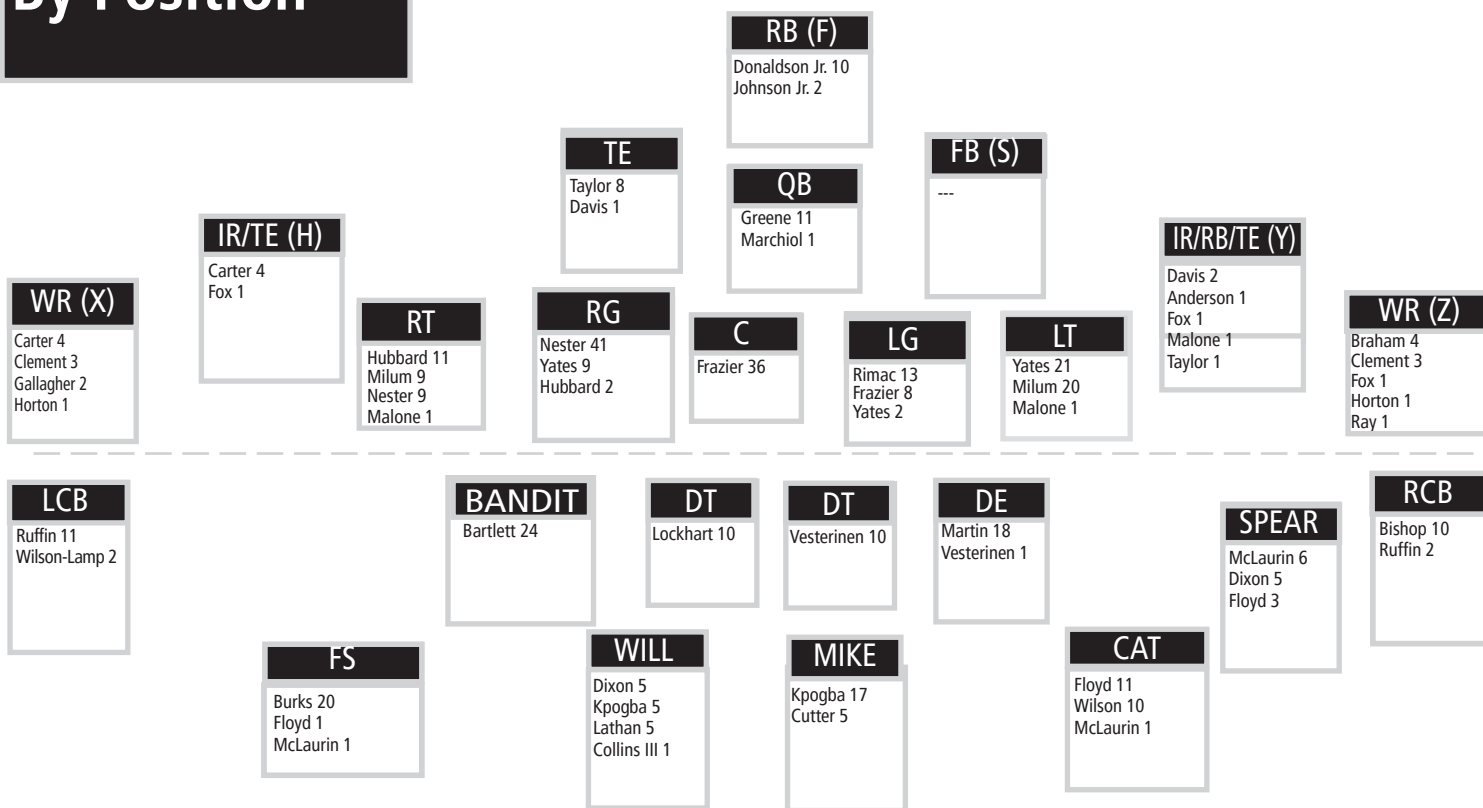 By Position
RB (F)
Donaldson Jr. 10
Johnson Jr. 2
TE
Taylor 8
Davis 1
QB
Greene 11
Marchiol 1
FB (S)
---
IR/TE (H)
Carter 4
Fox 1
IR/RB/TE (Y)
Davis 2
Anderson 1
Fox 1
Malone 1
Taylor 1
WR (X)
Carter 4
Clement 3
Gallagher 2
Horton 1
RT
Hubbard 11
Milum 9
Nester 9
Malone 1
RG
Nester 41
Yates 9
Hubbard 2
C
Frazier 36
LG
Rimac 13
Frazier 8
Yates 2
LT
Yates 21
Milum 20
Malone 1
WR (Z)
Braham 4
Clement 3
Fox 1
Horton 1
Ray 1
LCB
Ruffin 11
Wilson-Lamp 2
BANDIT
Bartlett 24
DT
Lockhart 10
DT
Vesterinen 10
DE
Martin 18
Vesterinen 1
SPEAR
McLaurin 6
Dixon 5
Floyd 3
RCB
Bishop 10
Ruffin 2
FS
Burks 20
Floyd 1
McLaurin 1
WILL
Dixon 5
Kpogba 5
Lathan 5
Collins III 1
MIKE
Kpogba 17
Cutter 5
CAT
Floyd 11
Wilson 10
McLaurin 1